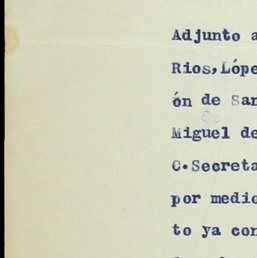 Adjunto a
Rios,Lópe
ón de San
Miguel de
C.Secreta
por medio
to ya con